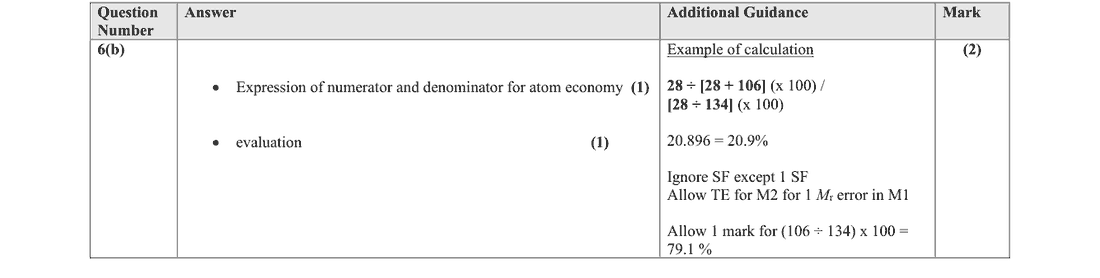 Question Number Answer Additional Guidance Mark
6(b) Example of calculation (2)
• Expression of numerator and denominator for atom economy (1) 28 ÷ [28 + 106] (x 100) /
[28 ÷ 134] (x 100)
• evaluation (1) 20.896 = 20.9%
Ignore SF except 1 SF
Allow TE for M2 for 1 Mr error in M1
Allow 1 mark for (106 ÷ 134) x 100 =
79.1 %